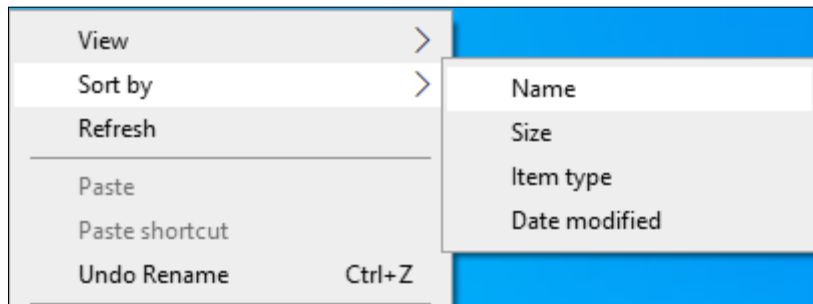 View
Sort by
Refresh
Paste
Paste shortcut
Undo Rename Ctrl+Z
Name
Size
Item type
Date modified